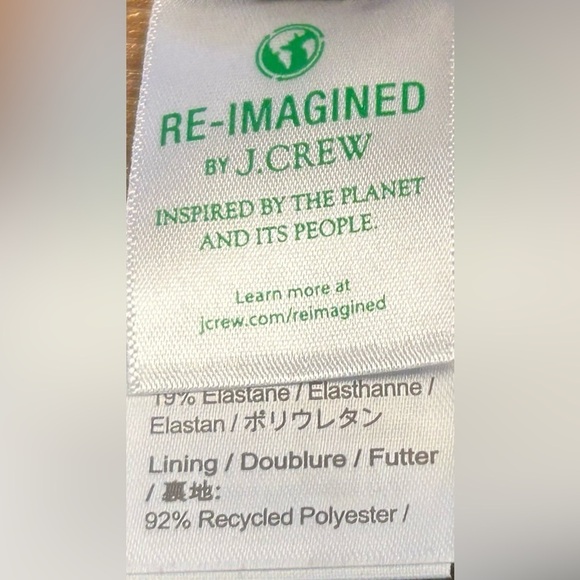 RE-IMAGINED
BY J.CREW
INSPIRED BY THE PLANET
AND ITS PEOPLE.
Learn more at
jcrew.com/reimagined
19% Elastane / Elasthanne /
Elastan / ポリウレタン
Lining / Doublure / Futter
/ 裏地:
92% Recycled Polyester /